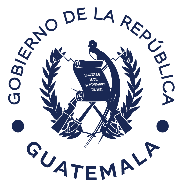 GOBIERNO DE LA REPÚBLICA
GUATEMALA